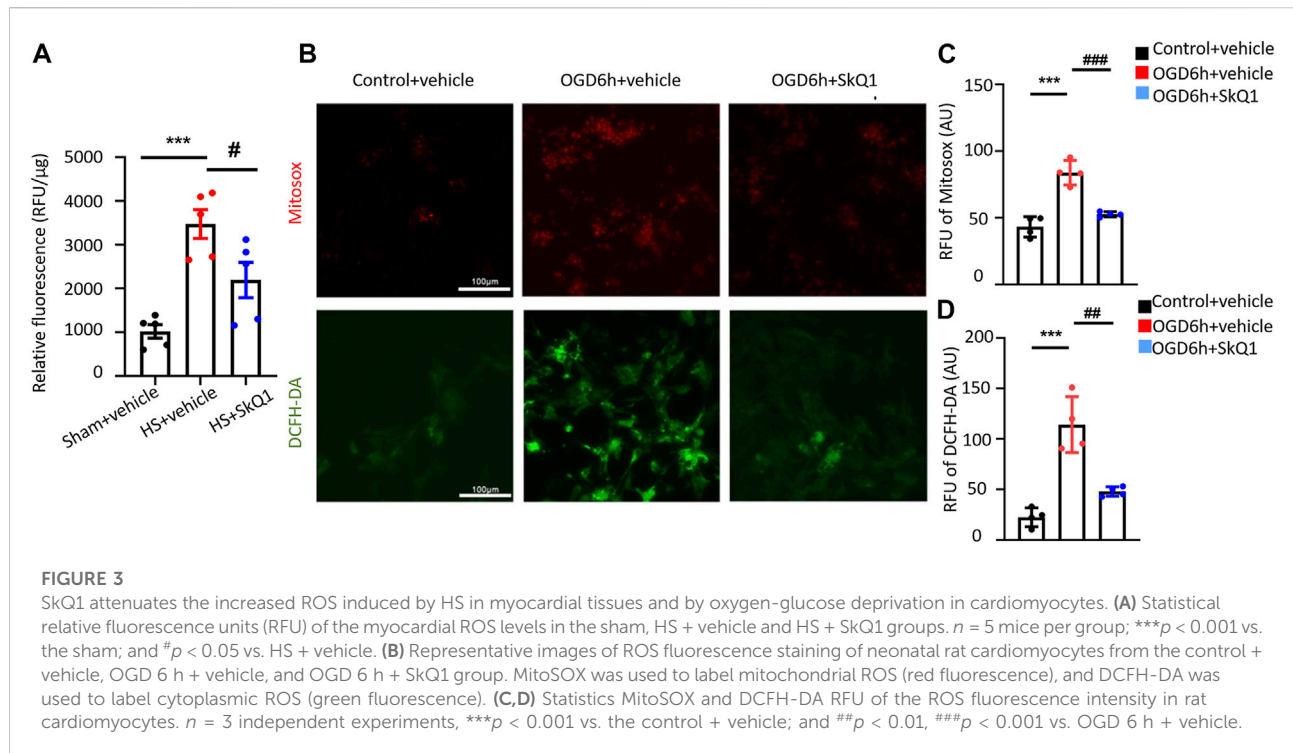 A
***
#
5000
4000
3000
2000
1000
0
Relative fluorescence (RFU/μg)
Sham+vehicle
HS+vehicle
HS+SkQ1
B
Control+vehicle
OGD6h+vehicle
OGD6h+SkQ1
Mitosox
100μm
DCFH-DA
100μm
C
Control+vehicle
OGD6h+vehicle
OGD6h+SkQ1
***
###
150
100
50
0
RFU of Mitosox (AU)
D
Control+vehicle
OGD6h+vehicle
OGD6h+SkQ1
***
##
200
150
100
50
0
RFU of DCFH-DA (AU)
FIGURE 3
SkQ1 attenuates the increased ROS induced by HS in myocardial tissues and by oxygen-glucose deprivation in cardiomyocytes. (A) Statistical
relative fluorescence units (RFU) of the myocardial ROS levels in the sham, HS + vehicle and HS + SkQ1 groups. n = 5 mice per group; ***p < 0.001 vs.
the sham; and #p < 0.05 vs. HS + vehicle. (B) Representative images of ROS fluorescence staining of neonatal rat cardiomyocytes from the control +
vehicle, OGD 6 h + vehicle, and OGD 6 h + SkQ1 group. MitoSOX was used to label mitochondrial ROS (red fluorescence), and DCFH-DA was
used to label cytoplasmic ROS (green fluorescence). (C,D) Statistics MitoSOX and DCFH-DA RFU of the ROS fluorescence intensity in rat
cardiomyocytes. n = 3 independent experiments, ***p < 0.001 vs. the control + vehicle; and ##p < 0.01, ###p < 0.001 vs. OGD 6 h + vehicle.